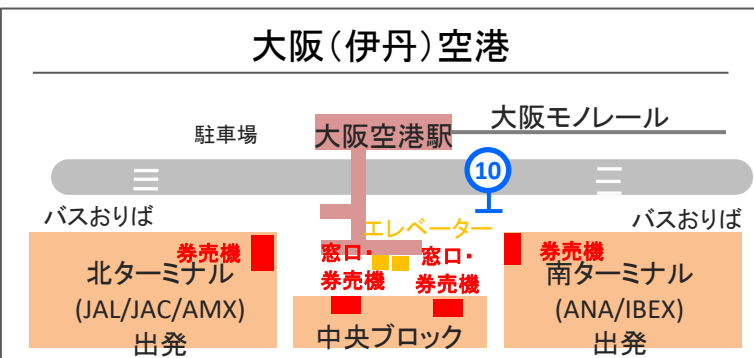 大阪（伊丹）空港
駐車場
大阪空港駅
大阪モノレール
10
バスおりば
バスおりば
エレベーター
券売機
窓口・
券売機
窓口・
券売機
券売機
北ターミナル
(JAL/JAC/AMX)
出発
中央ブロック
南ターミナル
(ANA/IBEX)
出発